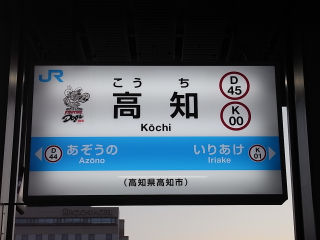 JR
こうち
高知
Kōchi
D
45
K
00
あぞうの
Azōno
D
44
いりあけ
Iriake
K
01
(高知県高知市)